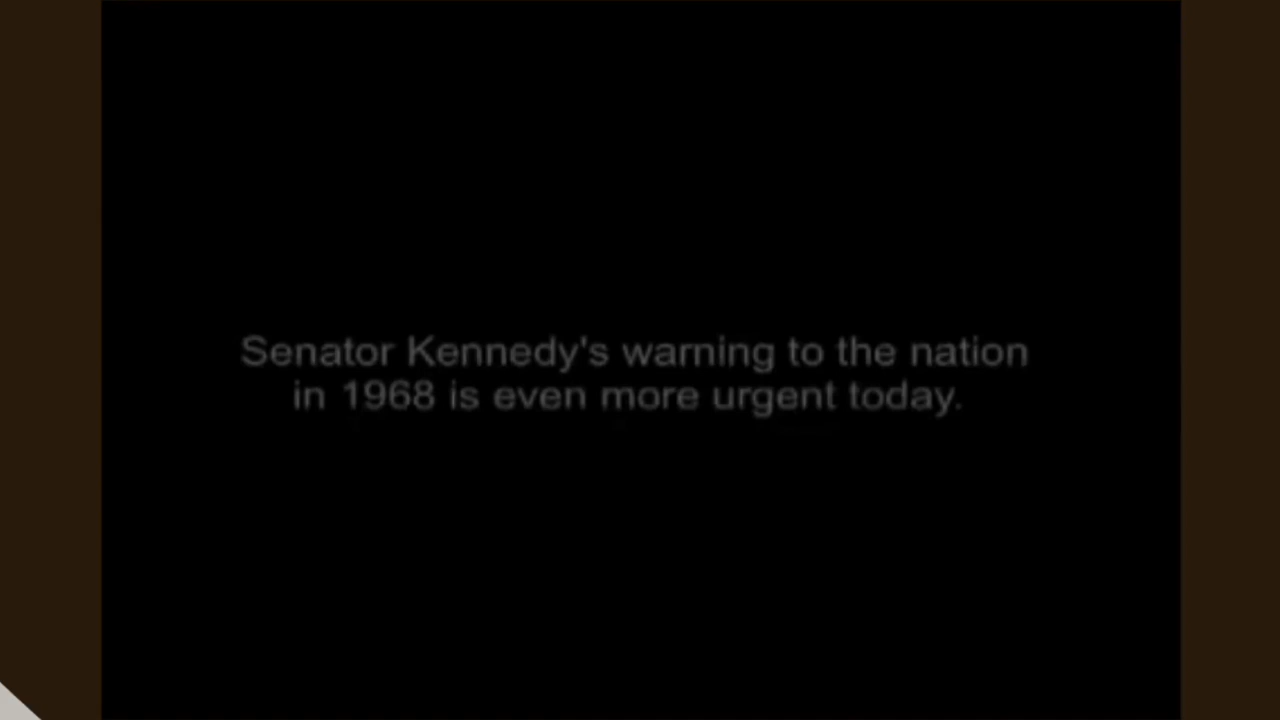 Senator Kennedy's warning to the nation
in 1968 is even more urgent today.